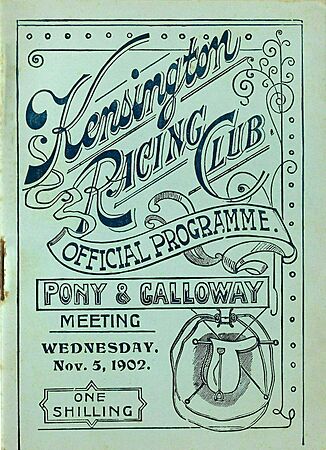 Kensington
RACING CLUB
OFFICIAL PROGRAMME.
PONY & GALLOWAY
MEETING
WEDNESDAY.
Nov. 5, 1902.
ONE
SHILLING